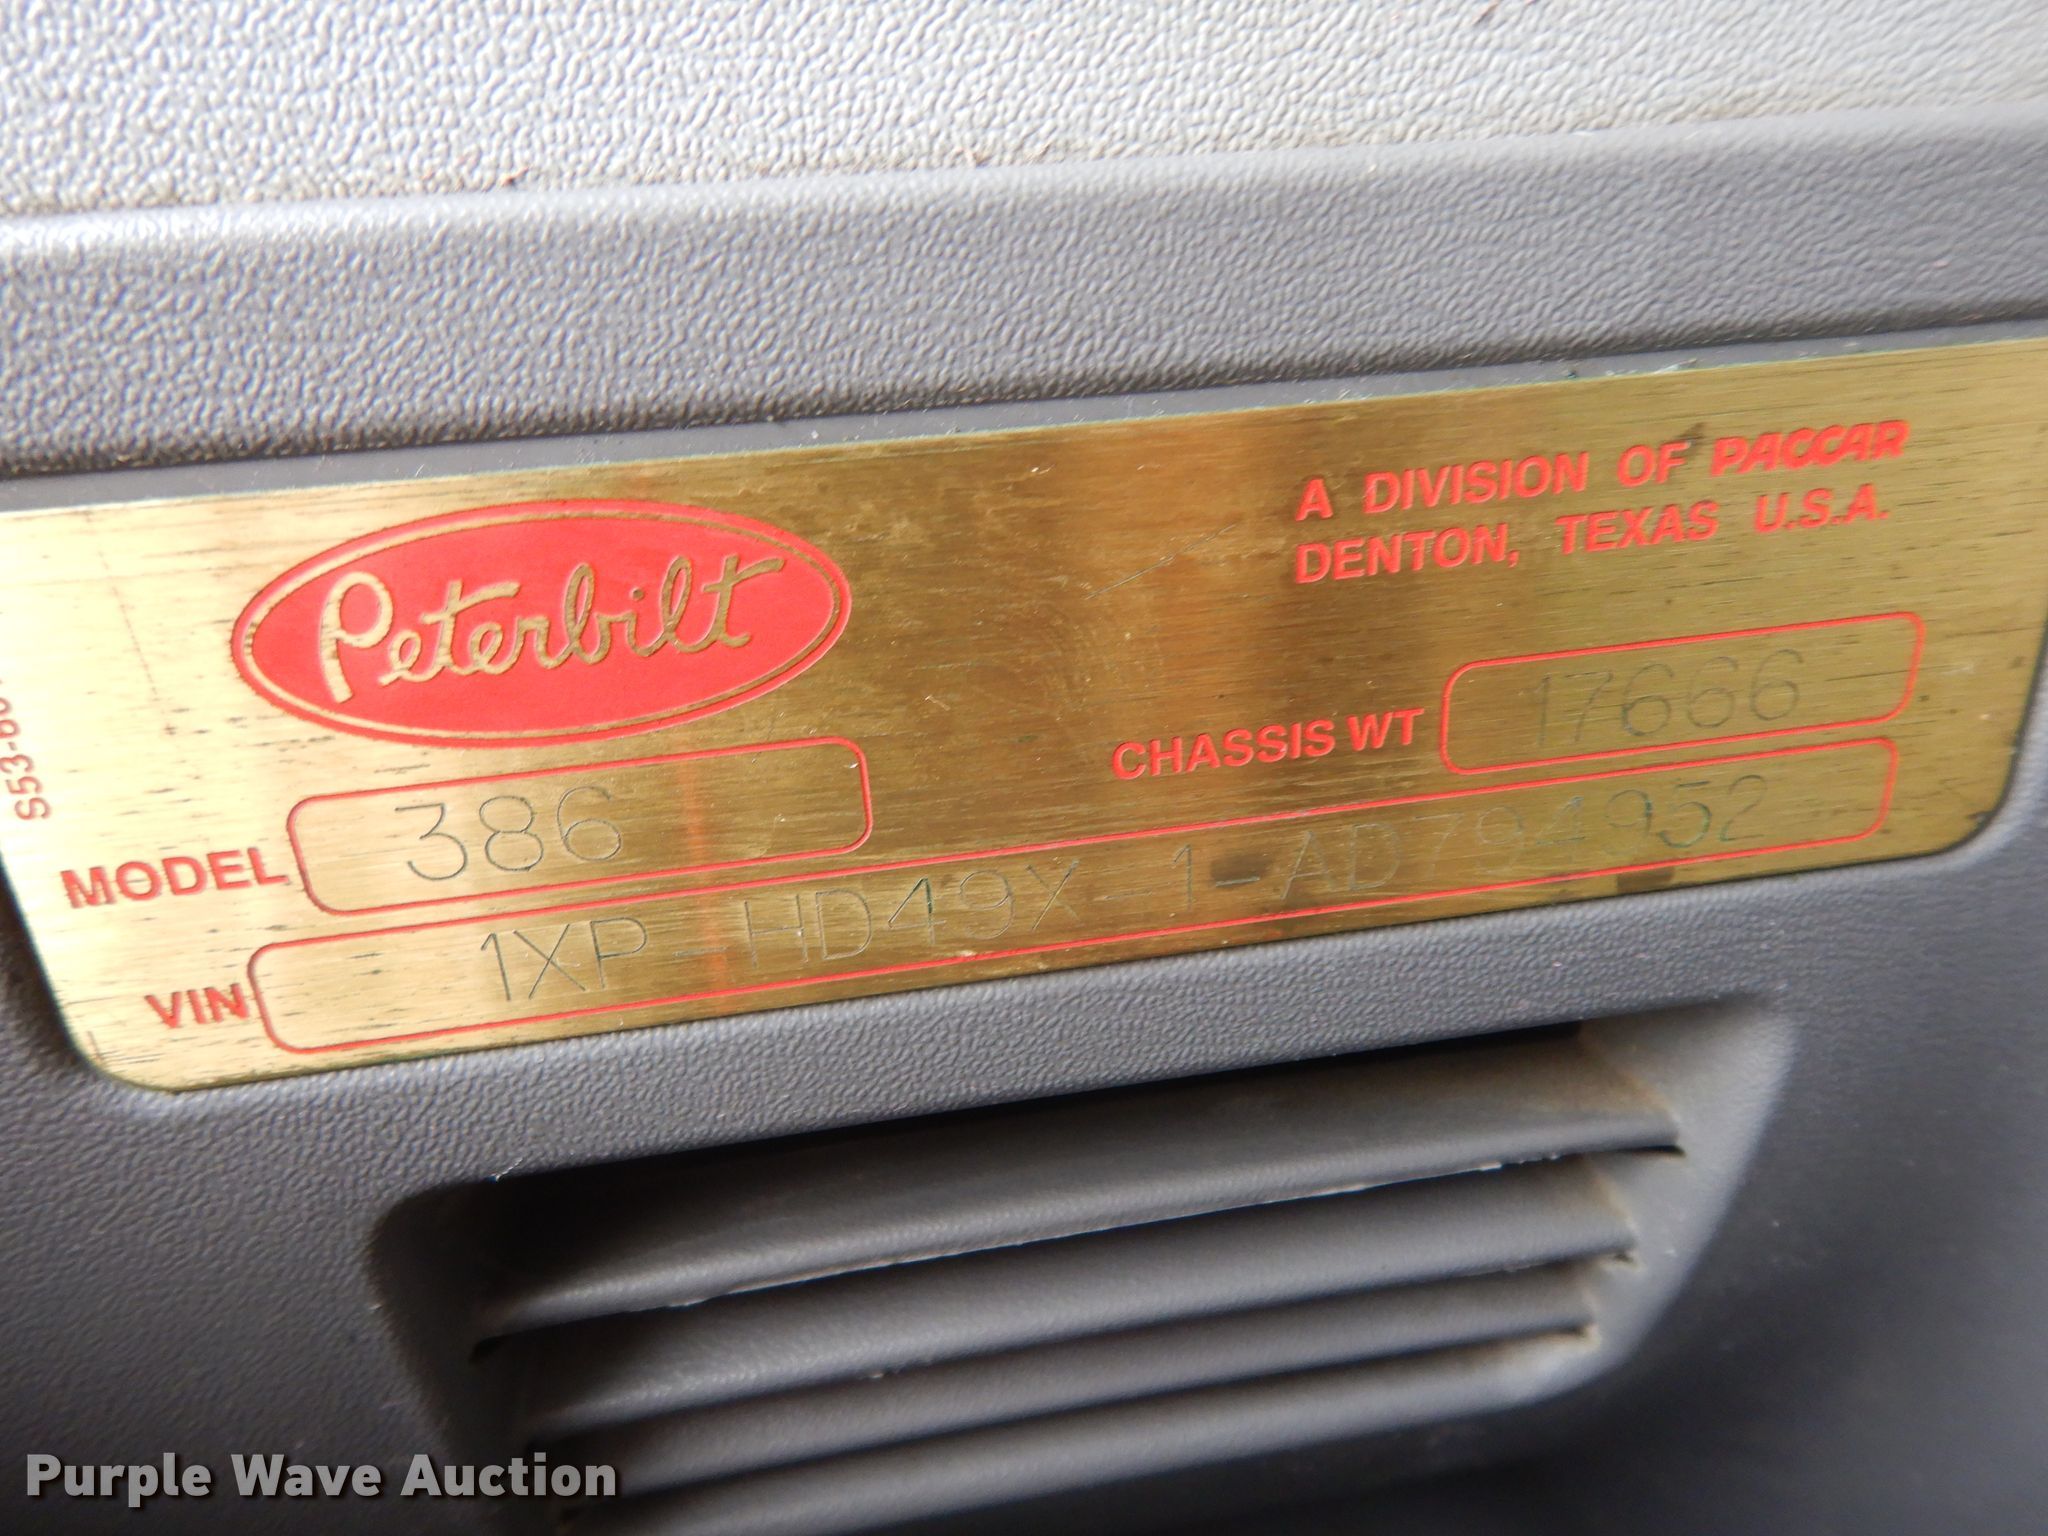 Peterbilt
A DIVISION OF PACCAR
DENTON, TEXAS U.S.A.
CHASSIS WT 17666
MODEL 386
VIN 1XP-HD49X-1-AD794952
Purple Wave Auction